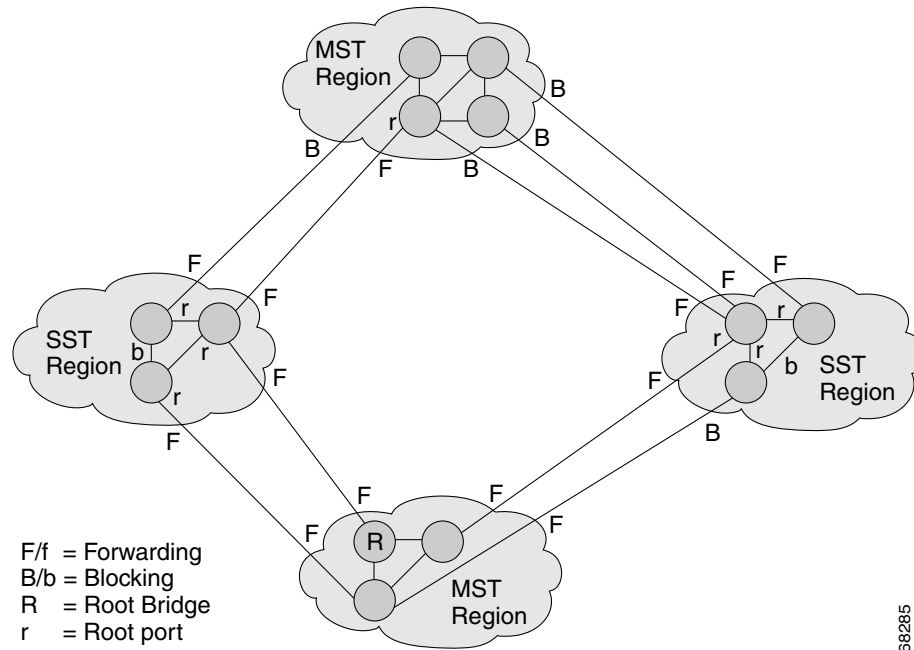 MST
Region
B
B
r
B
F
B
F
F
F
F
F
r
r
SST
Region
b
r
r
F
F
r
r
b
SST
Region
F
B
F
F
F
F
R
MST
Region
F/f = Forwarding
B/b = Blocking
R = Root Bridge
r = Root port
68285